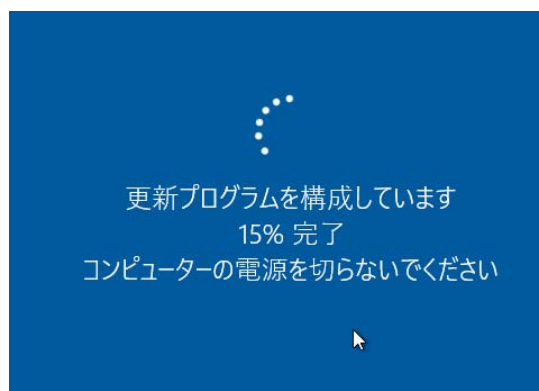 更新プログラムを構成しています
15% 完了
コンピューターの電源を切らないでください